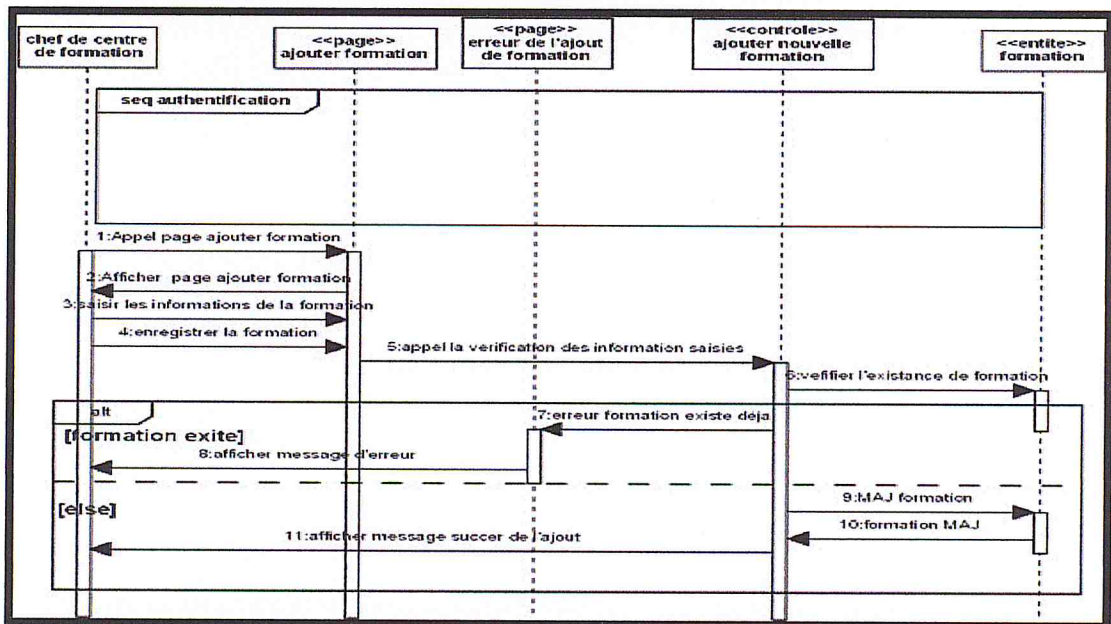 chef de centre
de formation
<<page>>
ajouter formation
<<page>>
erreur de l'ajout
de formation
<<controle>>
ajouter nouvelle
formation
<<entite>>
formation
seq authentification
1:Appel page ajouter formation
2:Afficher page ajouter formation
3:saisir les informations de la formation
4:enregistrer la formation
5:appel la verification des information saisies
6:vefifier l'existance de formation
alt
7:erreur formation existe déja
[formation exite]
8:afficher message d'erreur
9:MAJ formation
[else]
10:formation MAJ
11:afficher message succer de l'ajout